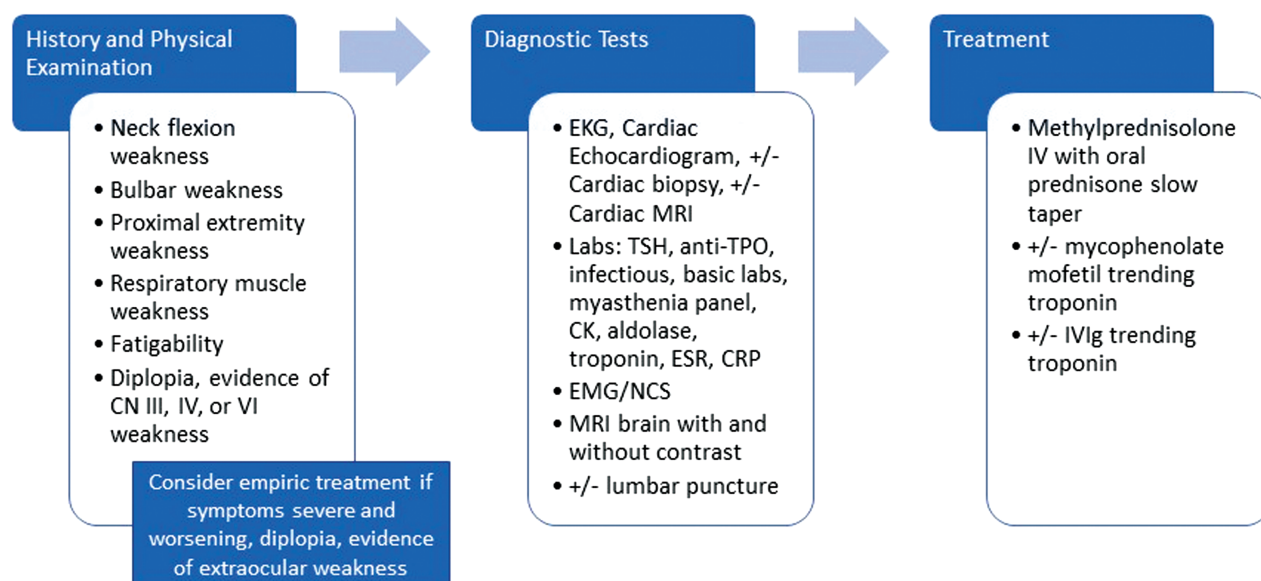 History and Physical
Examination
• Neck flexion
weakness
• Bulbar weakness
• Proximal extremity
weakness
• Respiratory muscle
weakness
• Fatigability
• Diplopia, evidence of
CN III, IV, or VI
weakness
Consider empiric treatment if
symptoms severe and
worsening, diplopia, evidence
of extraocular weakness
Diagnostic Tests
• EKG, Cardiac
Echocardiogram, +/-
Cardiac biopsy, +/-
Cardiac MRI
• Labs: TSH, anti-TPO,
infectious, basic labs,
myasthenia panel,
CK, aldolase,
troponin, ESR, CRP
• EMG/NCS
• MRI brain with and
without contrast
• +/- lumbar puncture
Treatment
• Methylprednisolone
IV with oral
prednisone slow
taper
• +/- mycophenolate
mofetil trending
troponin
• +/- IVIg trending
troponin